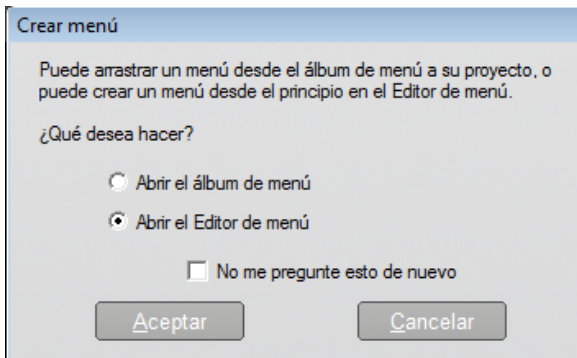 Crear menú
Puede arrastrar un menú desde el álbum de menú a su proyecto, o
puede crear un menú desde el principio en el Editor de menú.
¿Qué desea hacer?
Abrir el álbum de menú
Abrir el Editor de menú
No me pregunte esto de nuevo
Aceptar Cancelar